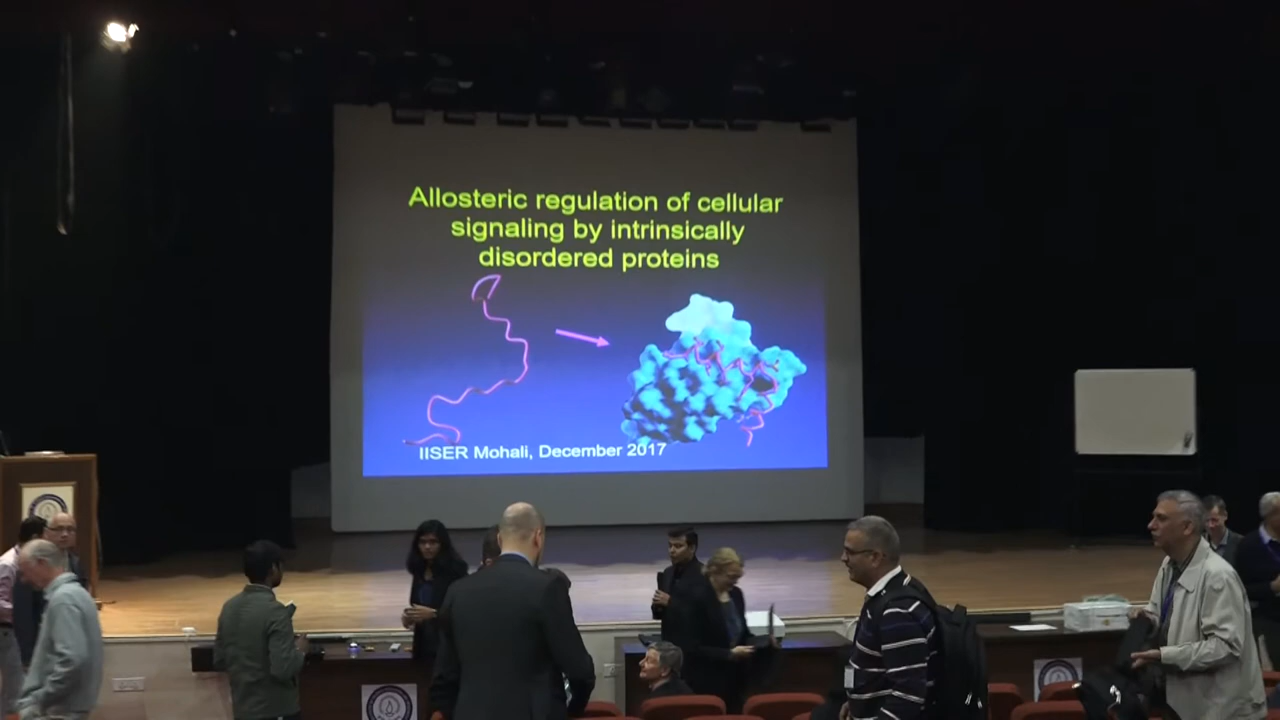 Allosteric regulation of cellular
signaling by intrinsically
disordered proteins
IISER Mohali, December 2017